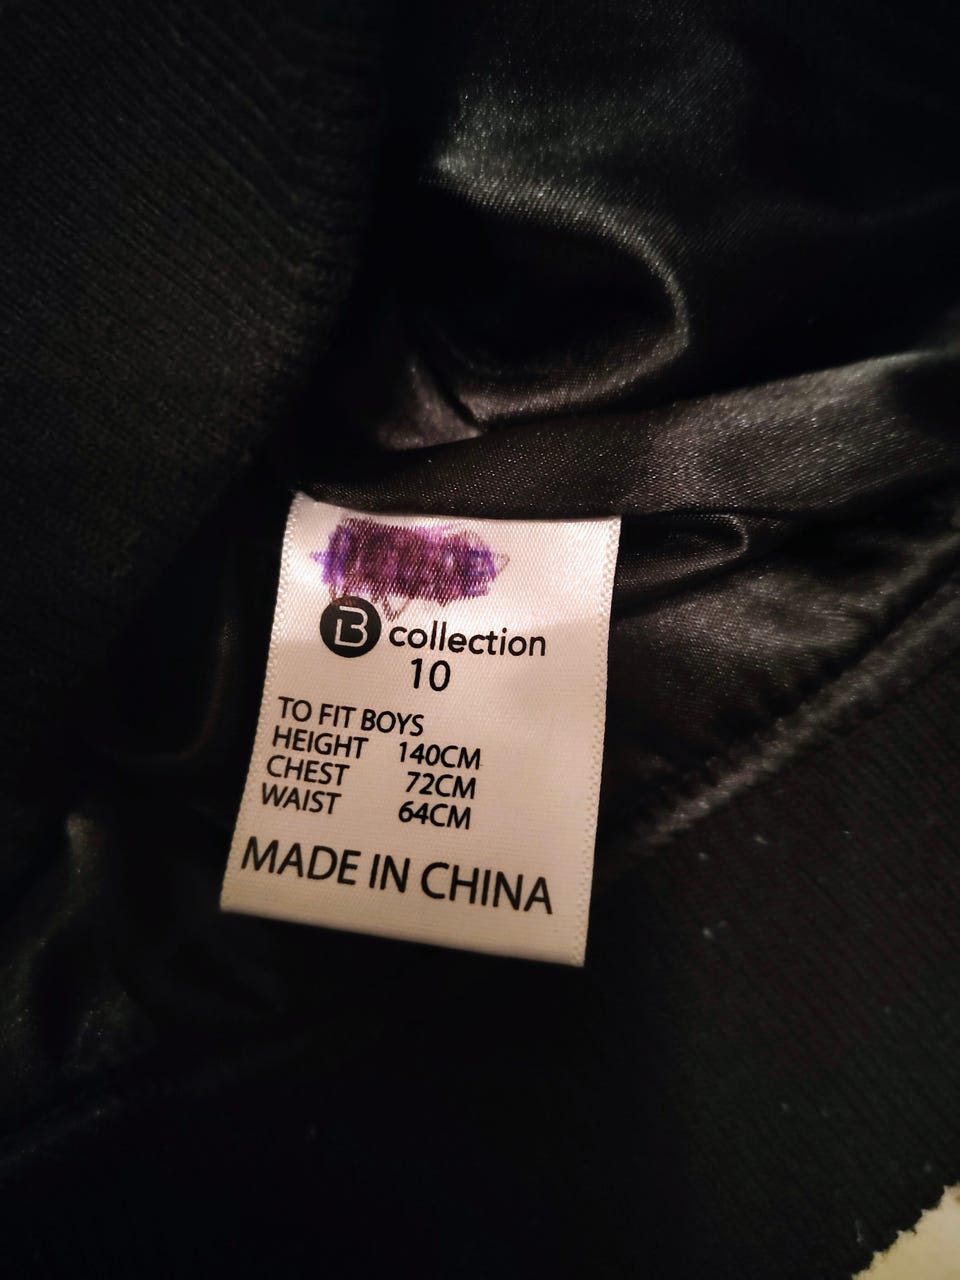 B collection
10
TO FIT BOYS
HEIGHT 140CM
CHEST 72CM
WAIST 64CM
MADE IN CHINA